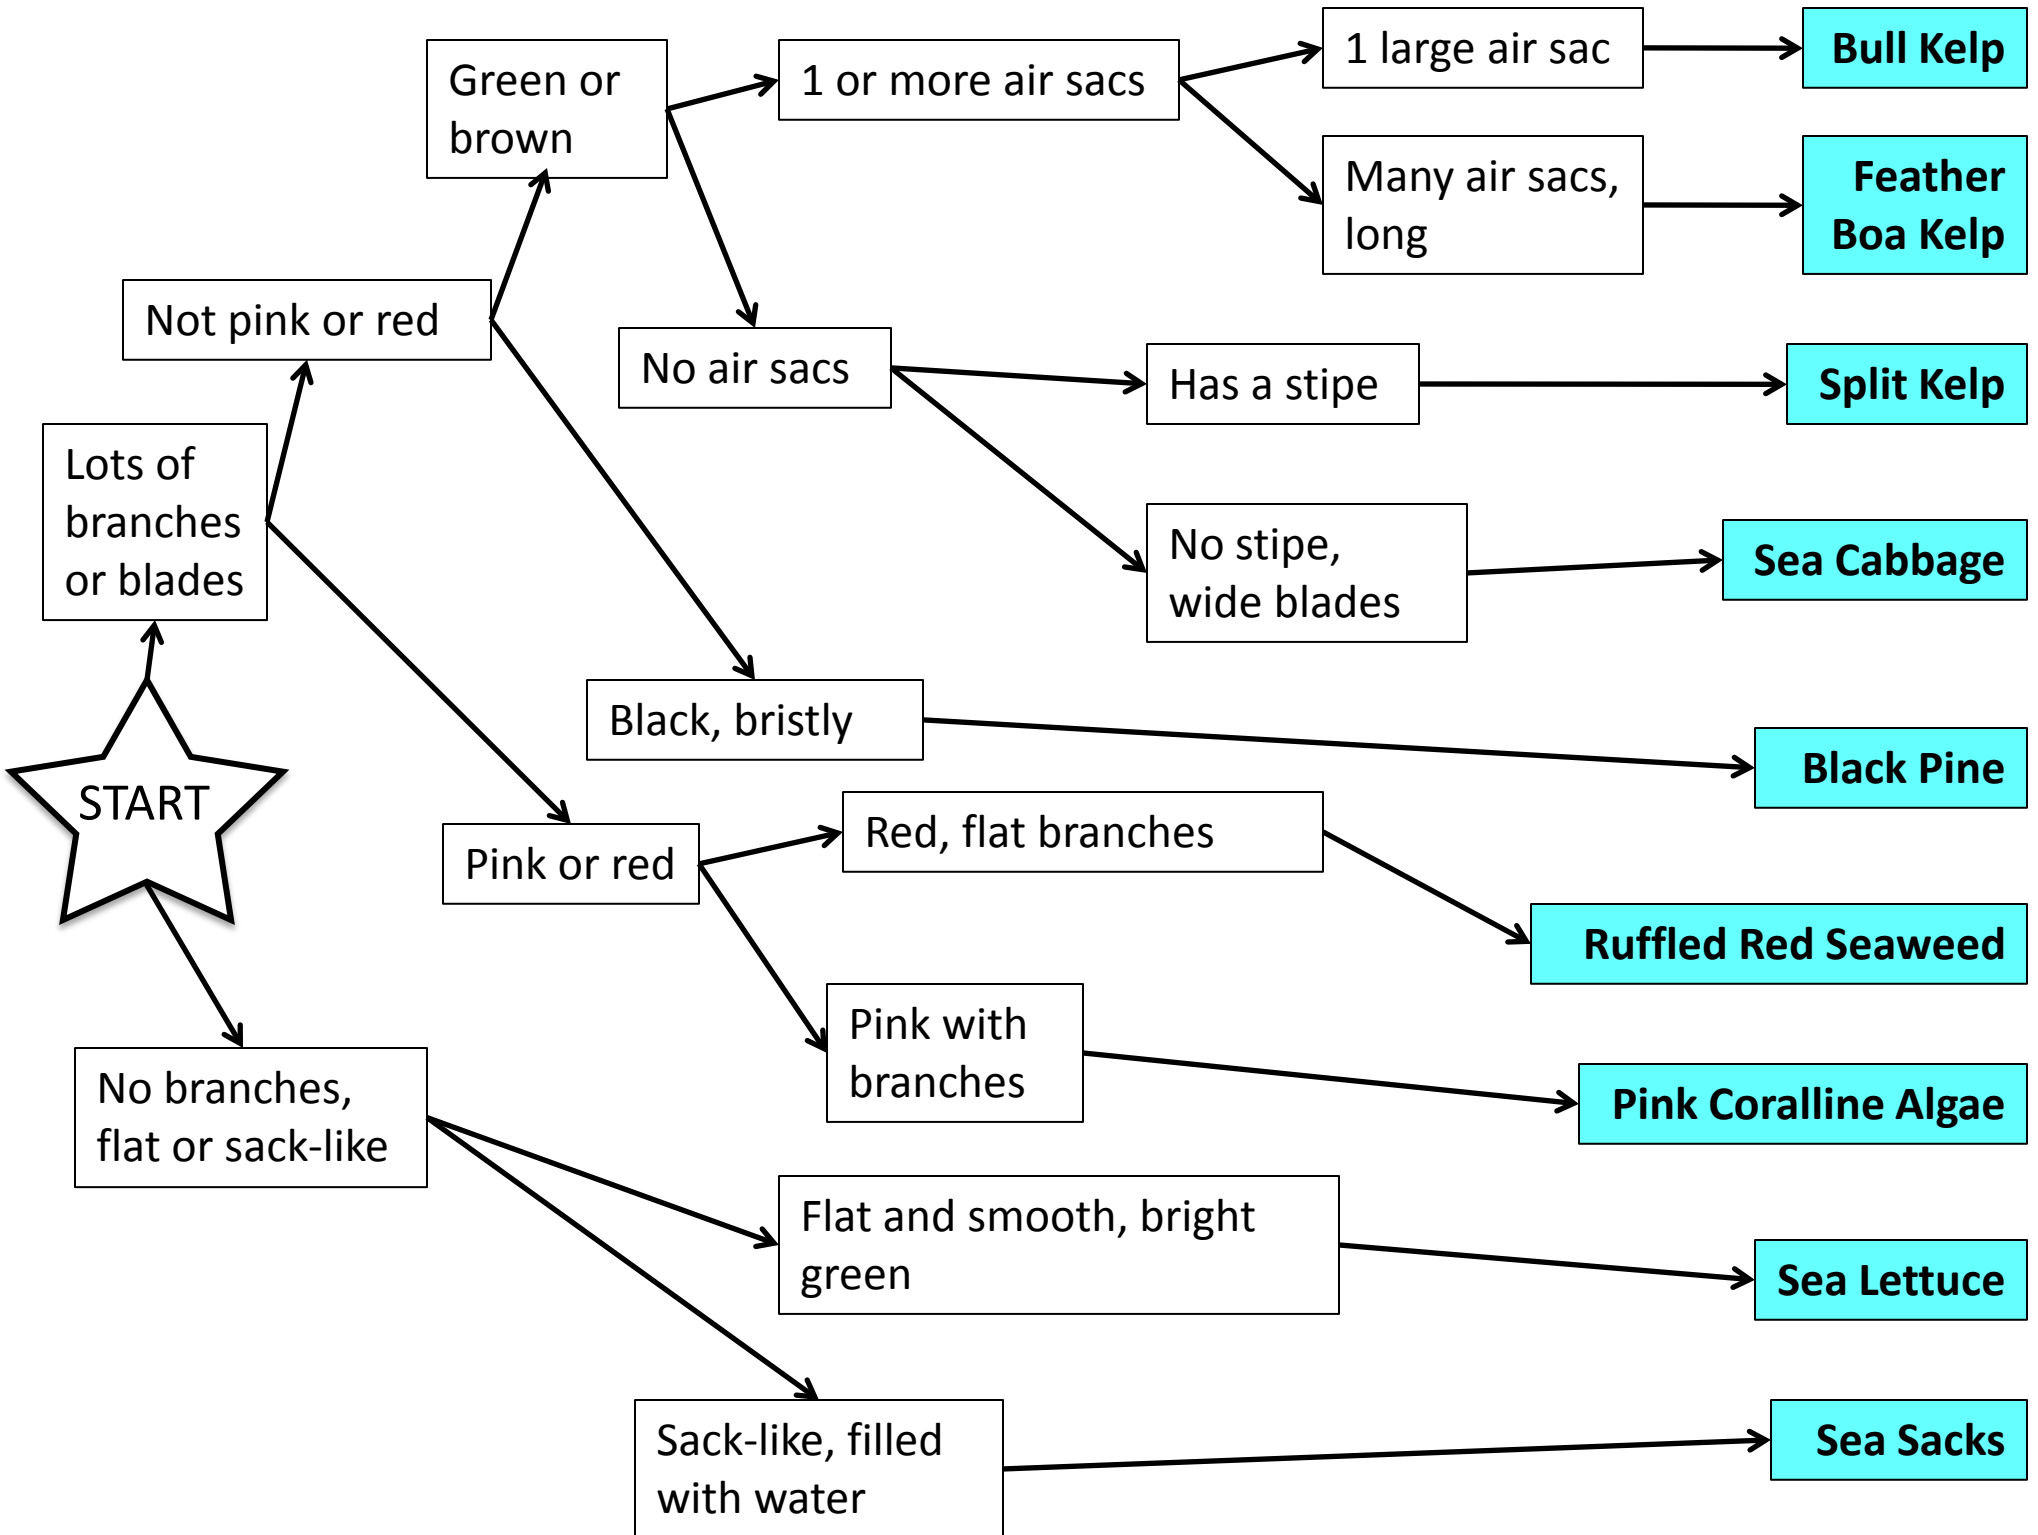 Green or
brown
1 or more air sacs
1 large air sac
Bull Kelp
Many air sacs,
long
Feather
Boa Kelp
Not pink or red
No air sacs
Has a stipe
Split Kelp
Lots of
branches
or blades
No stipe,
wide blades
Sea Cabbage
Black, bristly
Black Pine
START
Pink or red
Red, flat branches
Ruffled Red Seaweed
Pink with
branches
Pink Coralline Algae
No branches,
flat or sack-like
Flat and smooth, bright
green
Sea Lettuce
Sack-like, filled
with water
Sea Sacks